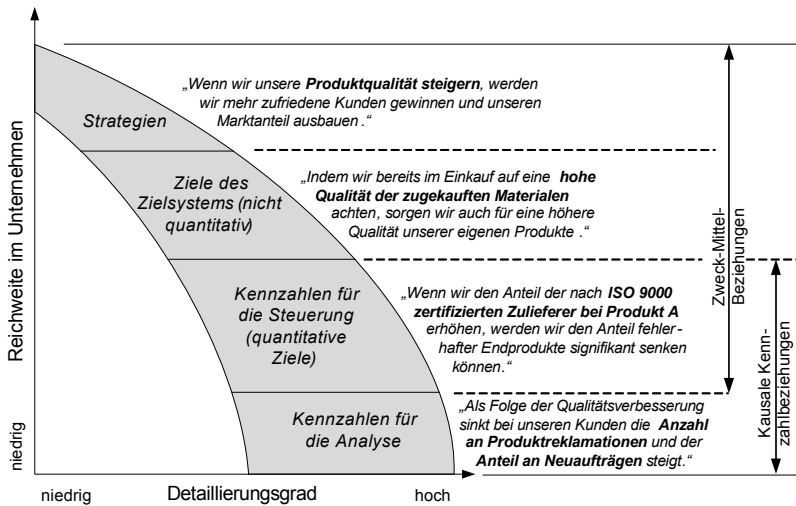 „Wenn wir unsere Produktqualität steigern, werden
wir mehr zufriedene Kunden gewinnen und unseren
Marktanteil ausbauen .“
Strategien
„Indem wir bereits im Einkauf auf eine hohe
Qualität der zugekauften Materialen
achten, sorgen wir auch für eine höhere
Qualität unserer eigenen Produkte .“
Ziele des
Zielsystems (nicht
quantitativ)
„Wenn wir den Anteil der nach ISO 9000
zertifizierten Zulieferer bei Produkt A
erhöhen, werden wir den Anteil fehler-
hafter Endprodukte signifikant senken
können.“
Kennzahlen für
die Steuerung
(quantitative
Ziele)
„Als Folge der Qualitätsverbesserung
sinkt bei unseren Kunden die Anzahl
an Produktreklamationen und der
Anteil an Neuaufträgen steigt.“
Kennzahlen für
die Analyse
Zweck-Mittel-
Beziehungen
Kausale Kenn-
zahlbeziehungen
Reichweite im Unternehmen
niedrig
niedrig
Detaillierungsgrad
hoch